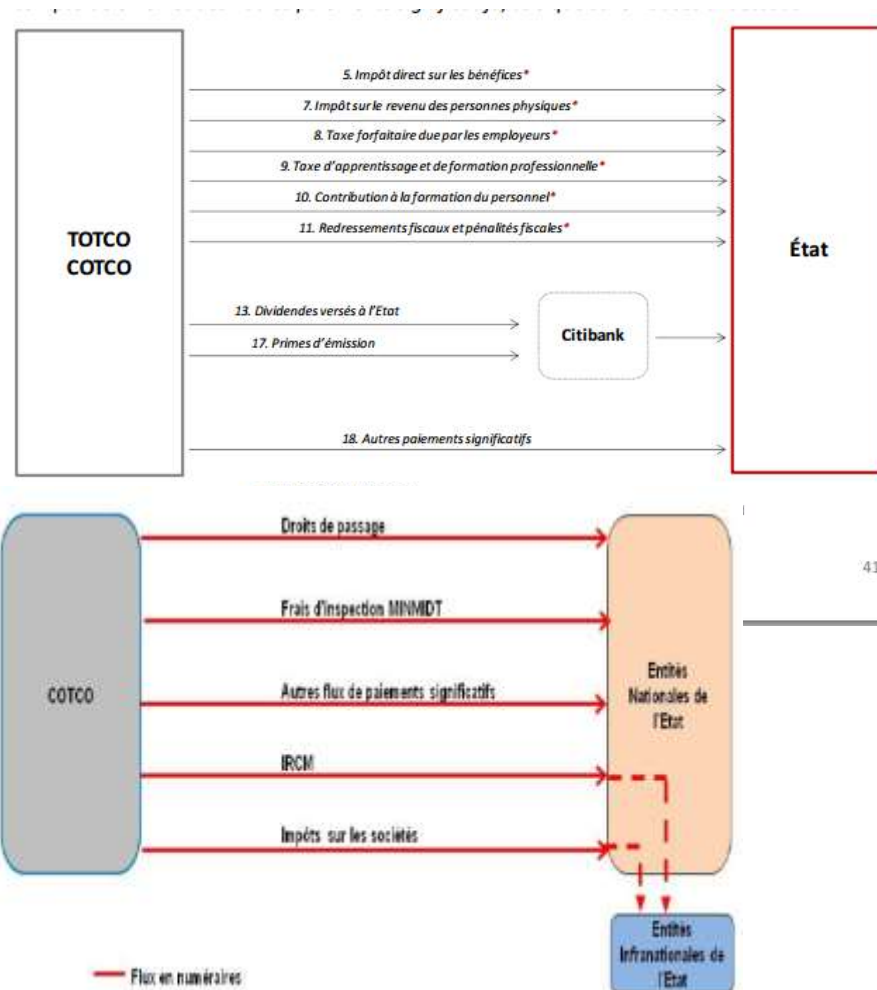 5. Impôt direct sur les bénéfices*
7. Impôt sur le revenu des personnes physiques*
8. Taxe forfaitaire due par les employeurs*
9. Taxe d'apprentissage et de formation professionnelle*
10. Contribution à la formation du personnel*
11. Redressements fiscaux et pénalités fiscales*
TOTCO
COTCO
État
13. Dividendes versés à l'Etat
17. Primes d'émission
Citibank
18. Autres paiements significatifs
Droits de passage
41
Frais d'inspection MINMIDT
COTCO
Autres flux de paiements significatifs
Entités
Nationales de
l'Etat
IRCM
Impôts sur les sociétés
Entités
Infranationales de
l'Etat
Flux en numéraires